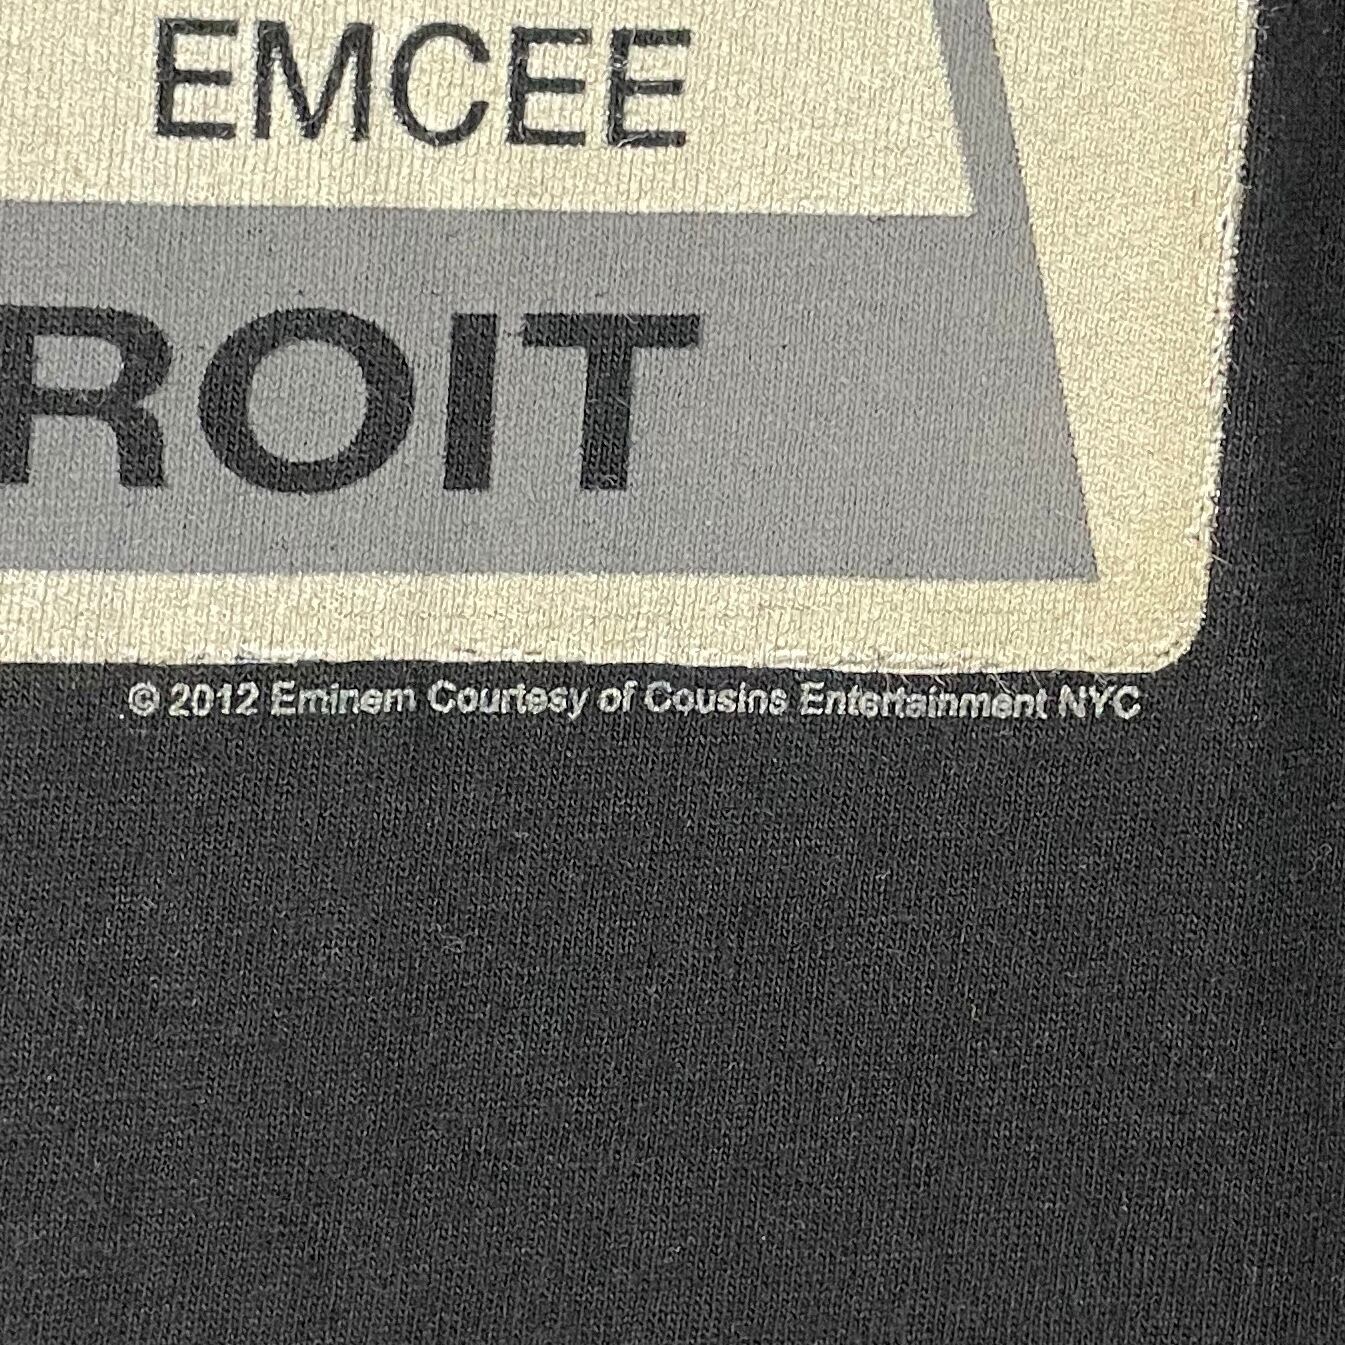 EMCEE
ROIT
© 2012 Eminem Courtesy of Cousins Entertainment NYC